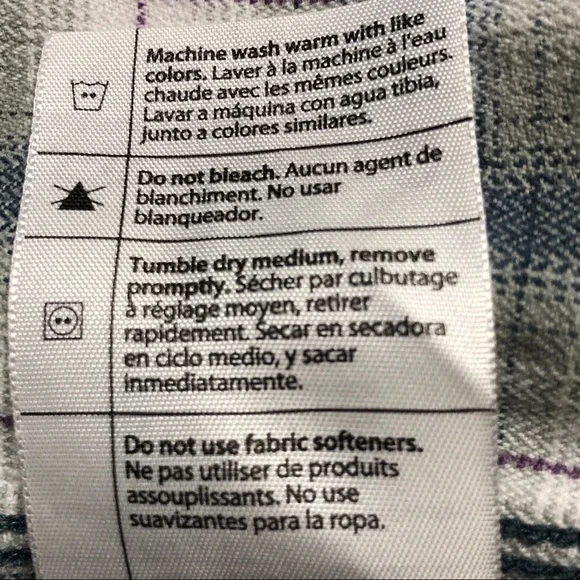 Machine wash warm with like
colors. Laver à la machine à l'eau
chaude avec les mêmes couleurs.
Lavar a máquina con agua tibia,
junto a colores similares.
Do not bleach. Aucun agent de
blanchiment. No usar
blanqueador.
Tumble dry medium, remove
promptly. Sécher par culbutage
à réglage moyen, retirer
rapidement. Secar en secadora
en ciclo medio, y sacar
inmediatamente.
Do not use fabric softeners.
Ne pas utiliser de produits
assouplissants. No use
suavizantes para la ropa.